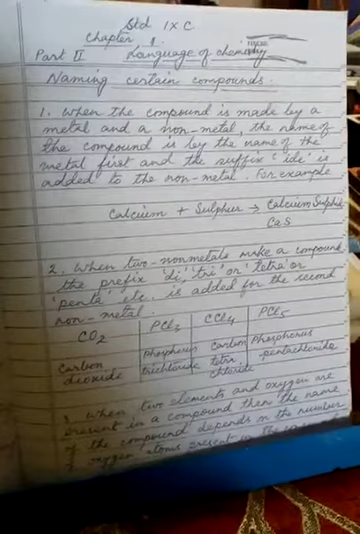 Std IX C
Chapter 1.
Part II Language of chemistry
Naming certain compounds.
1. When the compound is made by a
metal and a non-metal, the name of
the compound is by the name of the
metal first and the suffix 'ide' is
added to the non-metal. For example
Calcium + Sulphur → Calcium Sulphide
CaS
2. When two-nonmetals make a compound
the prefix 'di', 'tri' or 'tetra' or
'penta' etc. is added for the second
non-metal.
CO2 PCl3 CCl4 PCl5
Carbon dioxide Phosphorus trichloride Carbon tetra chloride Phosphorus pentachloride
3. When two elements and oxygen are
present in a compound then the name
of the compound depends on the number
of oxygen atoms present in the